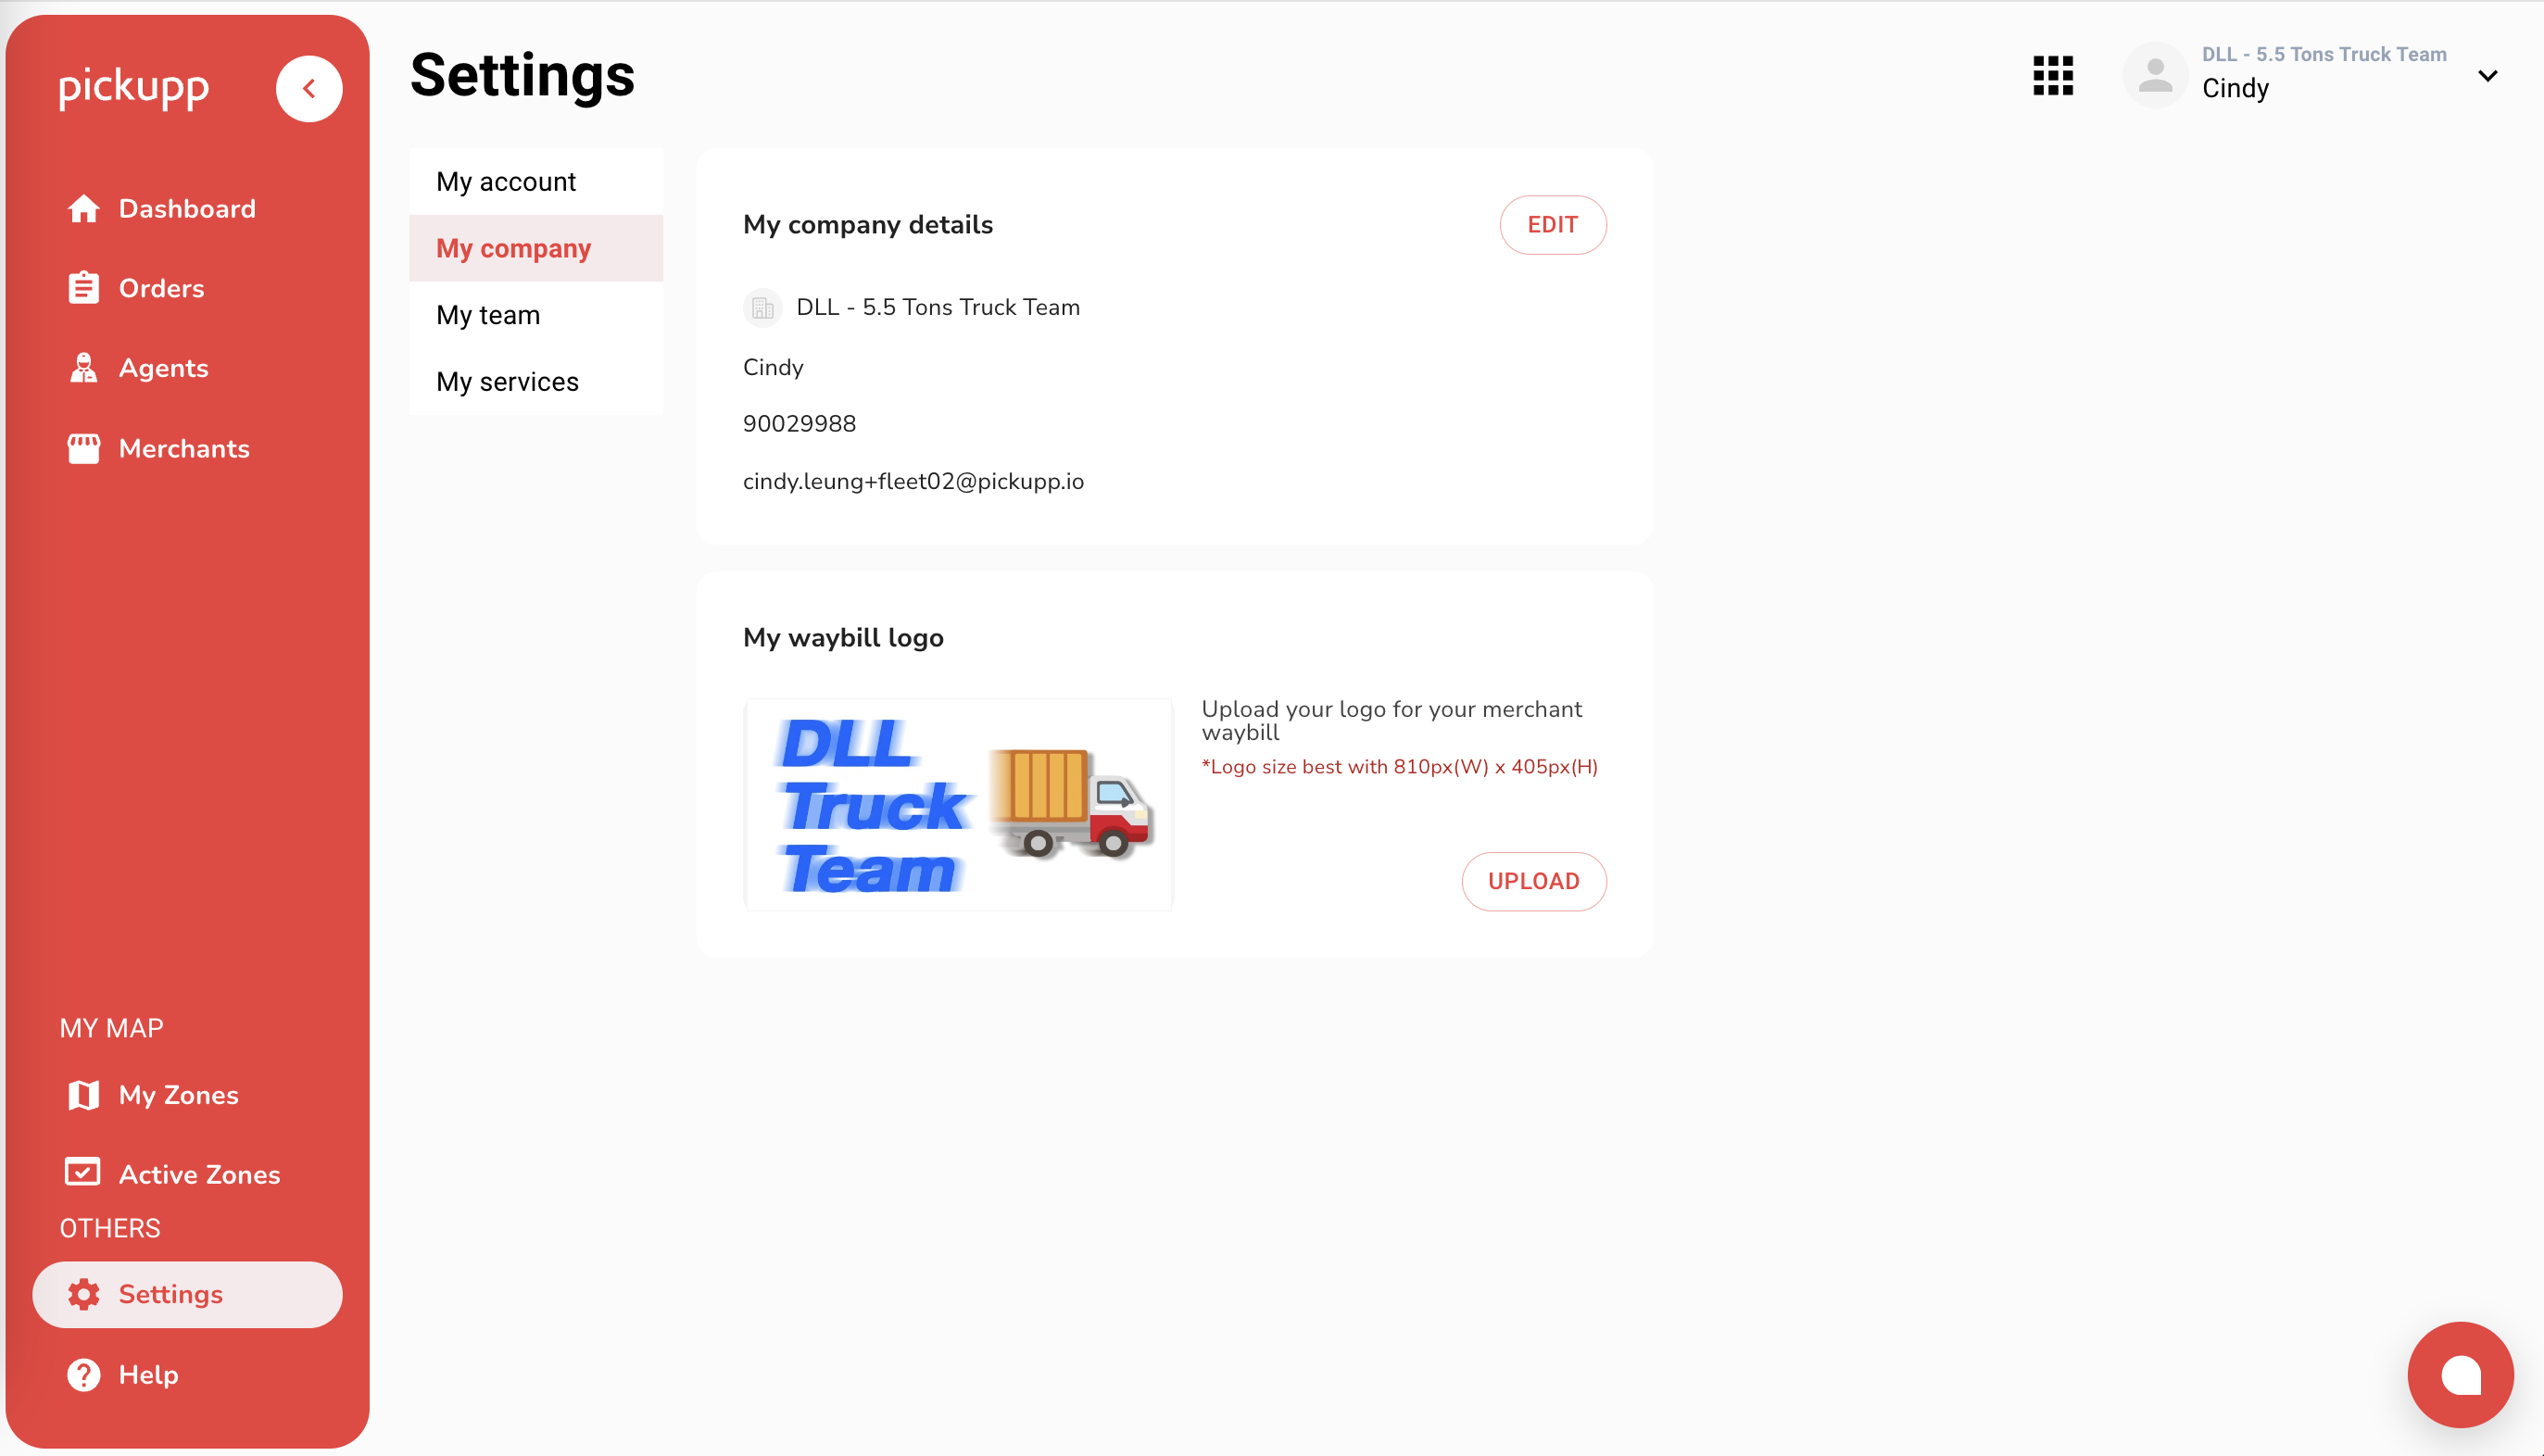 pickupp
Dashboard
Orders
Agents
Merchants
MY MAP
My Zones
Active Zones
OTHERS
Settings
Help
Settings
DLL - 5.5 Tons Truck Team
Cindy
My account
My company
My team
My services
My company details
EDIT
DLL - 5.5 Tons Truck Team
Cindy
90029988
cindy.leung+fleet02@pickupp.io
My waybill logo
DLL
Truck
Team
Upload your logo for your merchant
waybill
*Logo size best with 810px(W) x 405px(H)
UPLOAD